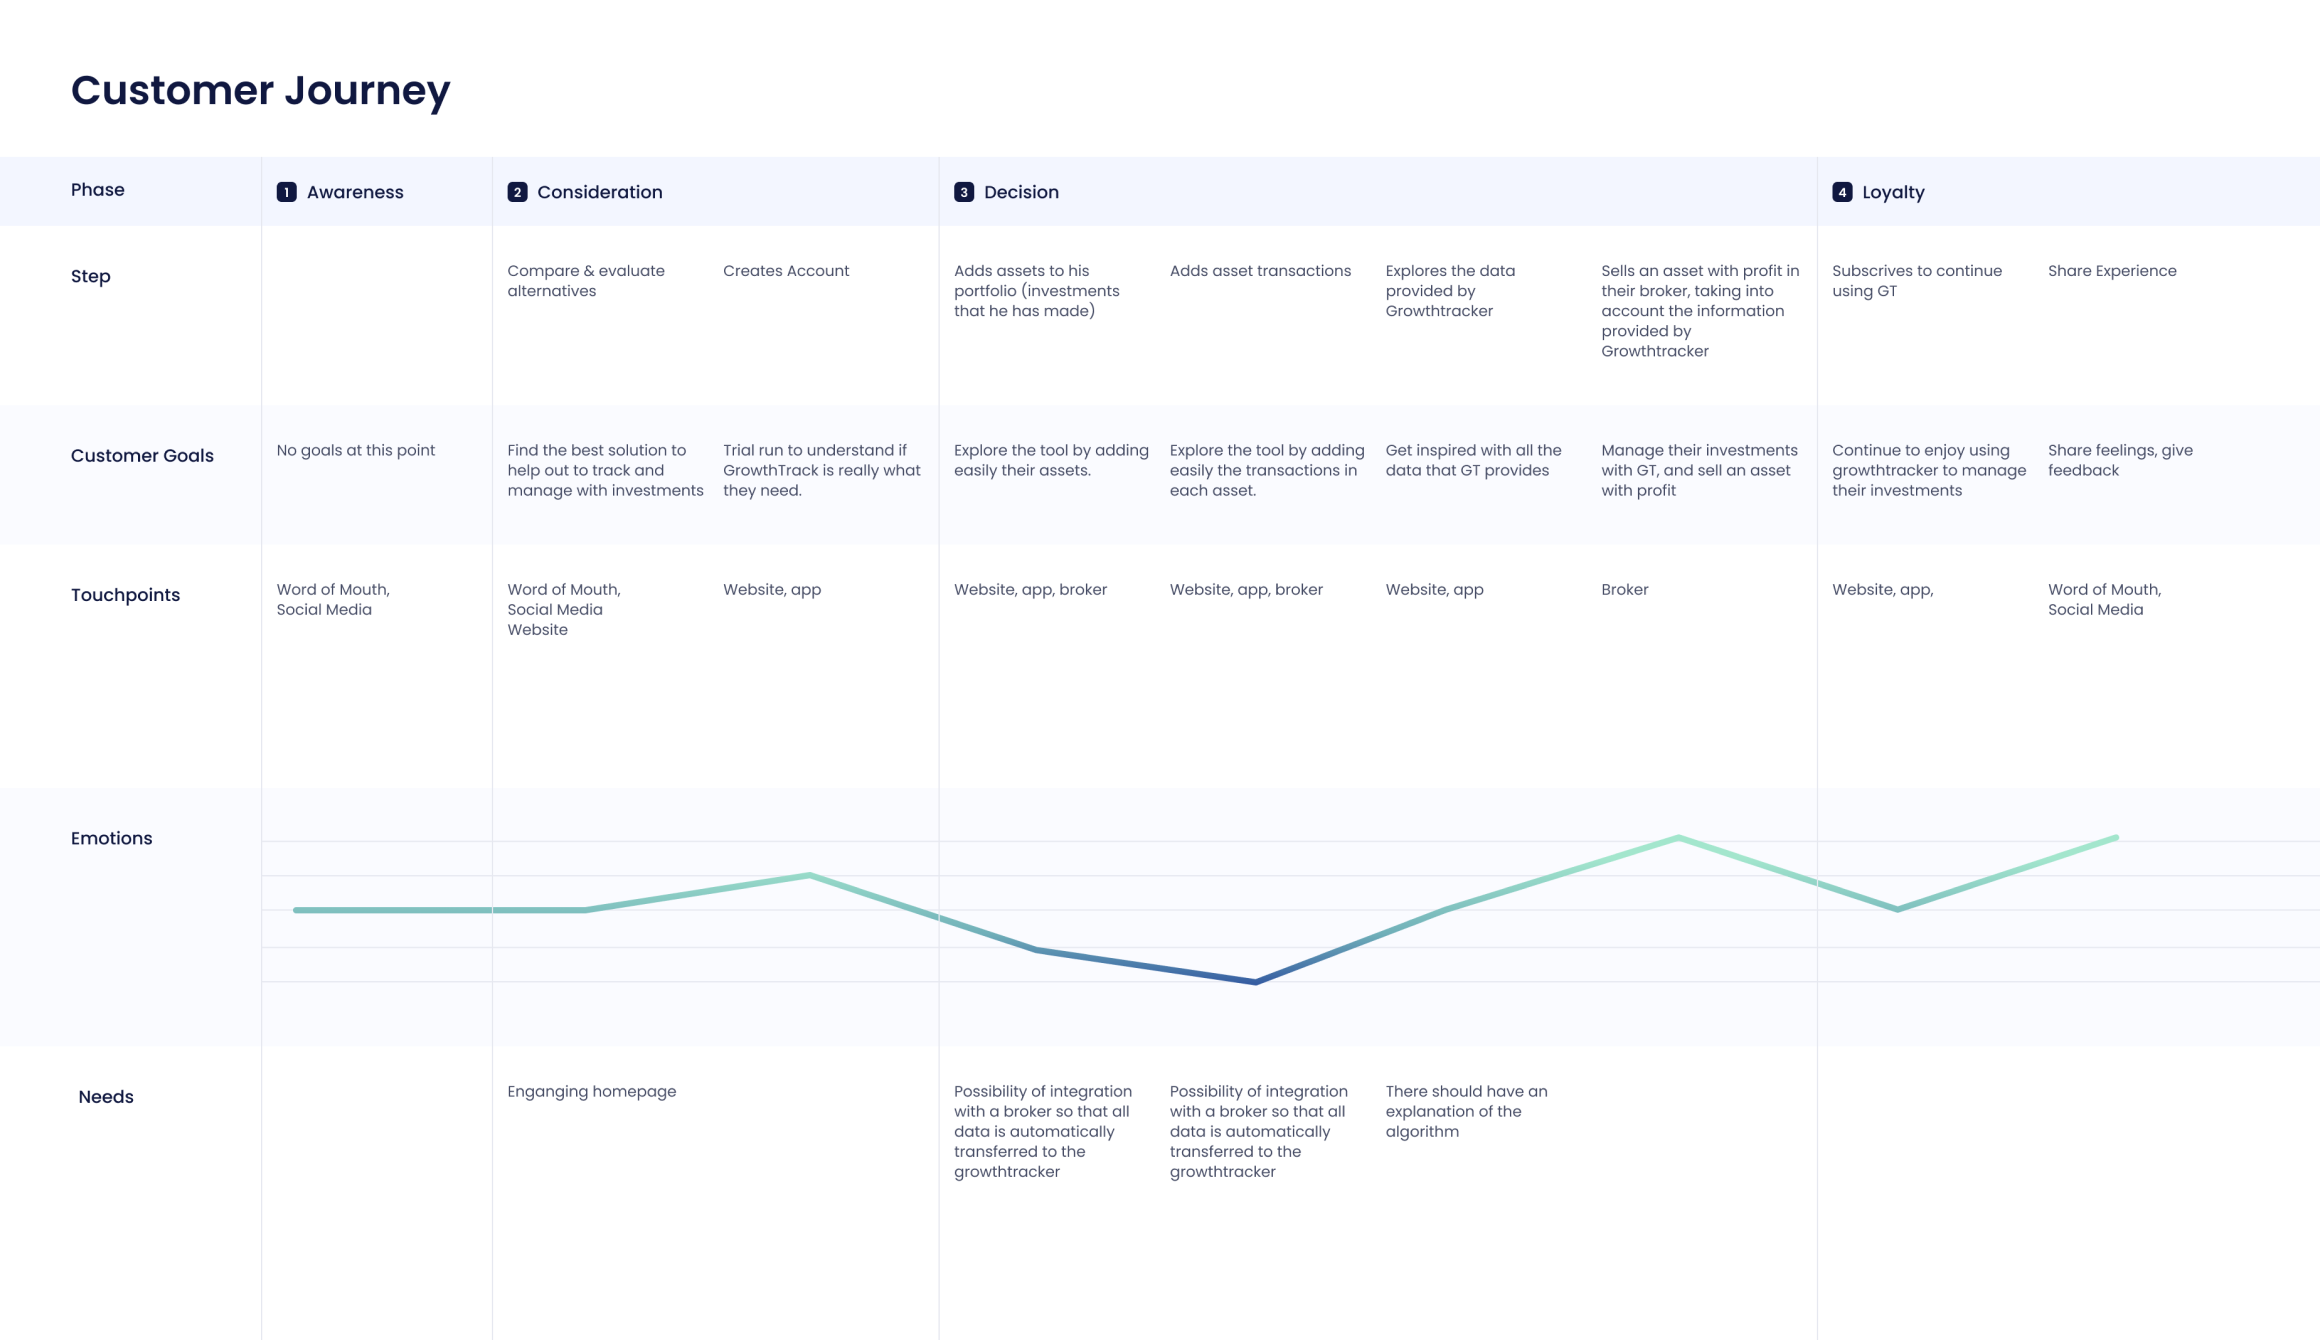 Customer Journey
Phase
1 Awareness
2 Consideration
3 Decision
4 Loyalty
Step
Compare & evaluate
alternatives
Creates Account
Adds assets to his
portfolio (investments
that he has made)
Adds asset transactions
Explores the data
provided by
Growthtracker
Sells an asset with profit in
their broker, taking into
account the information
provided by
Growthtracker
Subscrives to continue
using GT
Share Experience
Customer Goals
No goals at this point
Find the best solution to
help out to track and
manage with investments
Trial run to understand if
GrowthTrack is really what
they need.
Explore the tool by adding
easily their assets.
Explore the tool by adding
easily the transactions in
each asset.
Get inspired with all the
data that GT provides
Manage their investments
with GT, and sell an asset
with profit
Continue to enjoy using
growthtracker to manage
their investments
Share feelings, give
feedback
Touchpoints
Word of Mouth,
Social Media
Word of Mouth,
Social Media
Website
Website, app
Website, app, broker
Website, app, broker
Website, app
Broker
Website, app,
Word of Mouth,
Social Media
Emotions
Needs
Enganging homepage
Possibility of integration
with a broker so that all
data is automatically
transferred to the
growthtracker
Possibility of integration
with a broker so that all
data is automatically
transferred to the
growthtracker
There should have an
explanation of the
algorithm